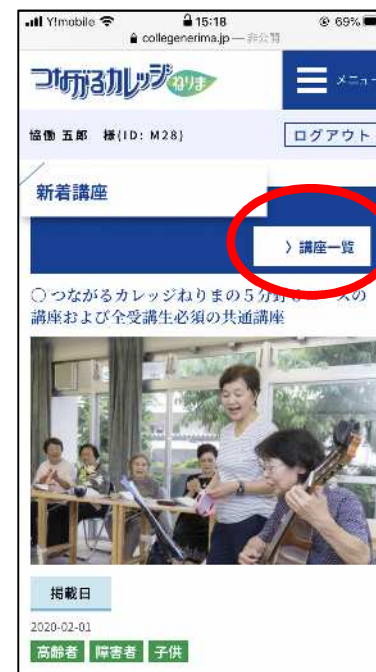 Y!mobile 15:18 69%
collegenerima.jp — 非公開
つながるカレッジねりま
メニュー
協働 五郎 様(ID: M28)
ログアウト
新着講座
〉講座一覧
〇つながるカレッジねりまの5分野 の
講座および全受講生必須の共通講座
掲載日
2020-02-01
高齢者 障害者 子供